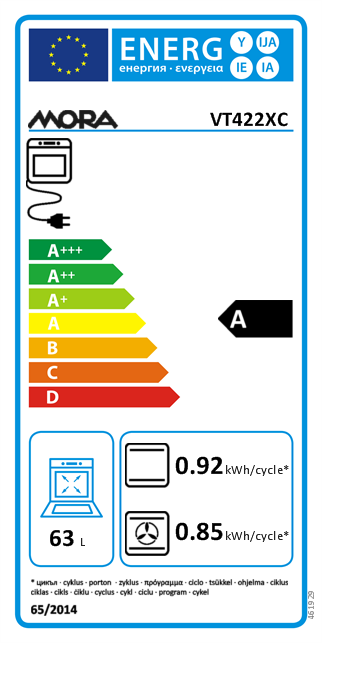 ENERG Y IJA
енергия · ενεργεια IE IA
MORA VT422XC
A+++
A++
A+
A A
B
C
D
0.92 kWh/cycle*
63 L
0.85 kWh/cycle*
* цикъл · cyklus · porton · zyklus · πρόγραμμα · ciclo · tsükkel · ohjelma · ciklus
ciklas · cikls · ċiklu · cyclus · cykl · ciclu · program · cykel
65/2014
461929